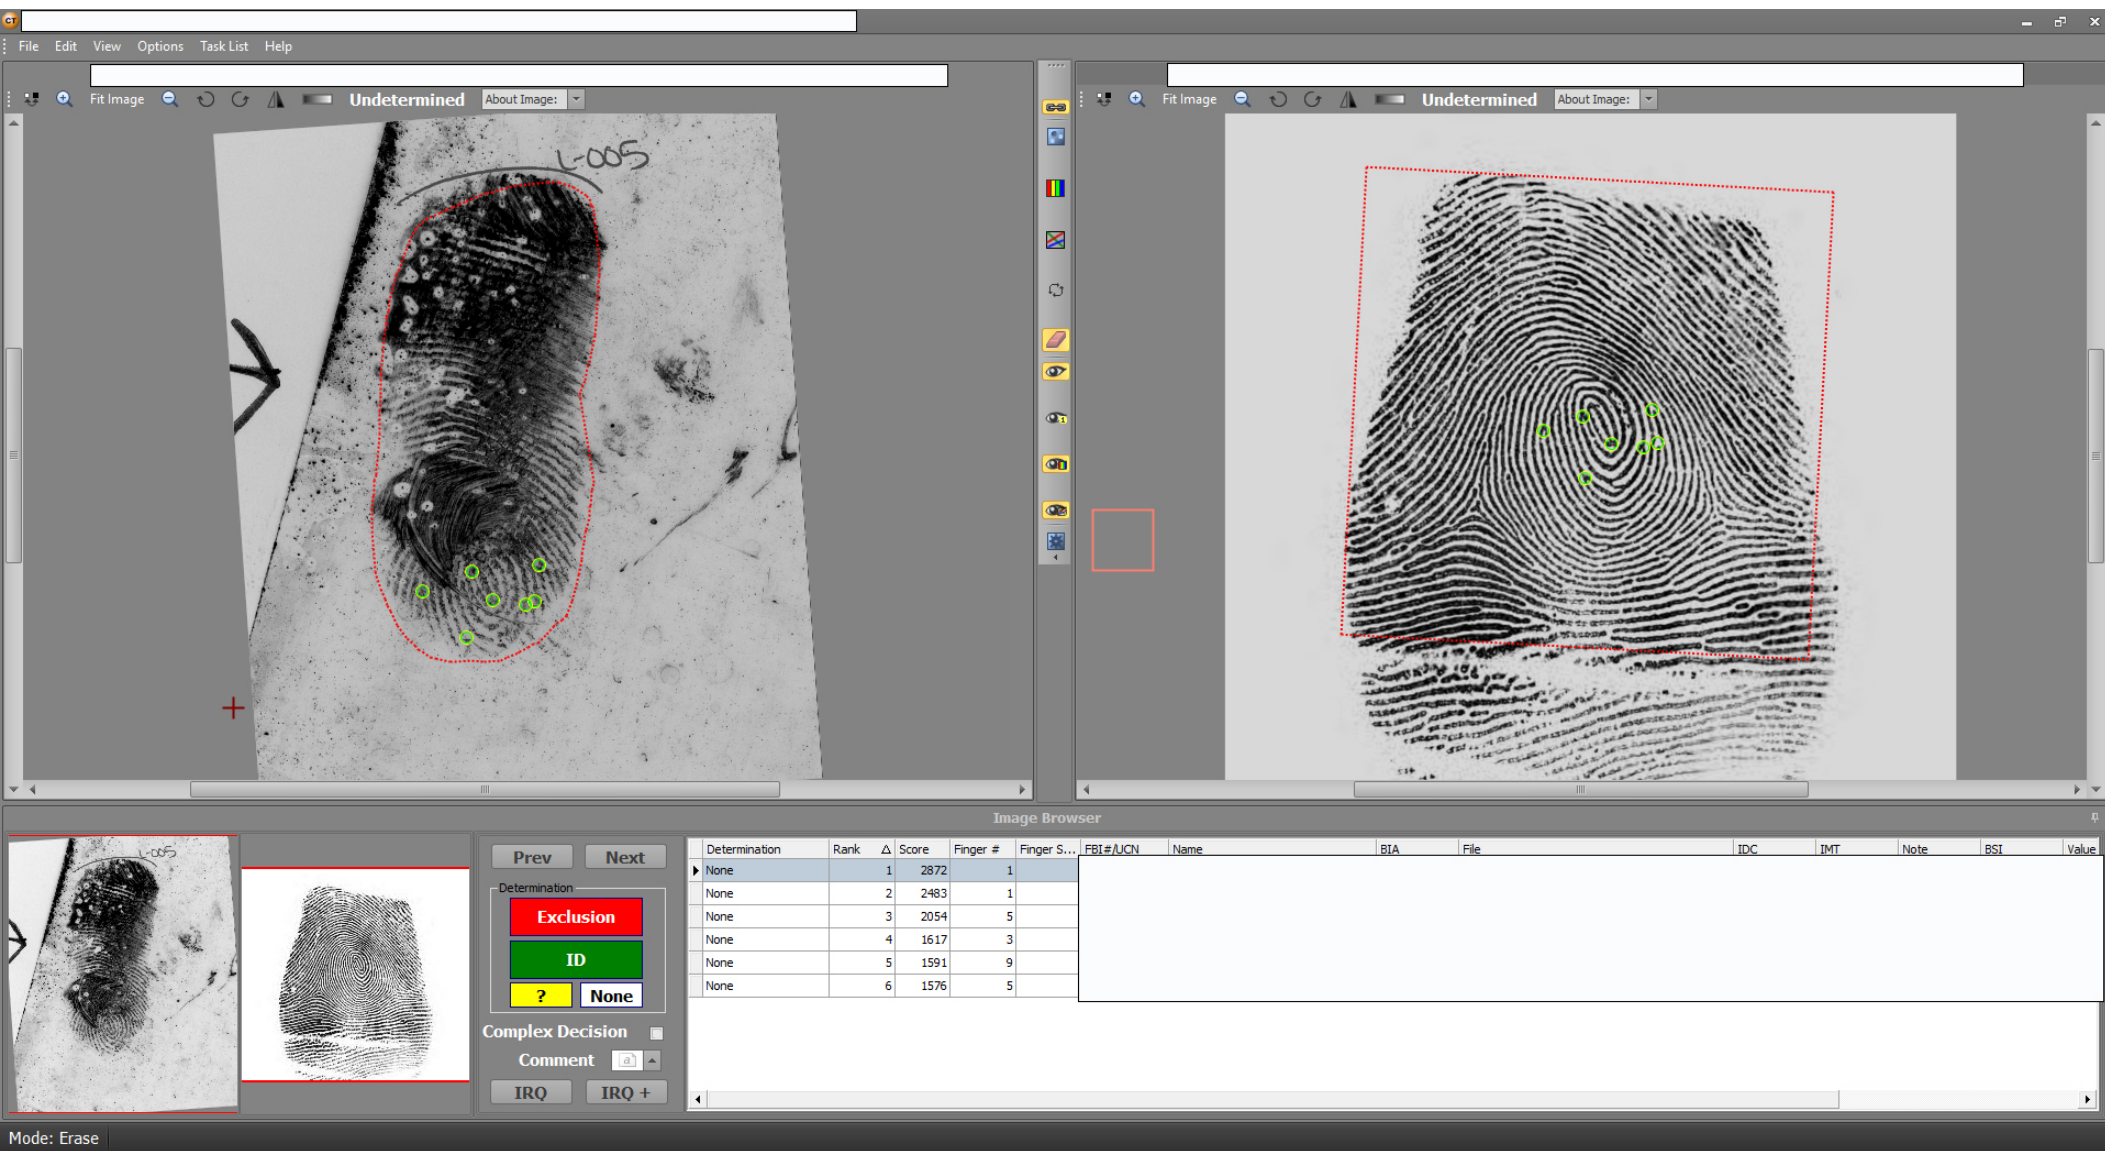 CT
File Edit View Options Task List Help
Fit Image Undetermined About Image:
Fit Image Undetermined About Image:
L-005
Image Browser
L-005
Prev Next
Determination
Exclusion
ID
? None
Complex Decision
Comment a
IRQ IRQ +
Determination Rank Score Finger # Finger S... FBI#/UCN Name BIA File IDC IMT Note BSI Value
None 1 2872 1
None 2 2483 1
None 3 2054 5
None 4 1617 3
None 5 1591 9
None 6 1576 5
Mode: Erase